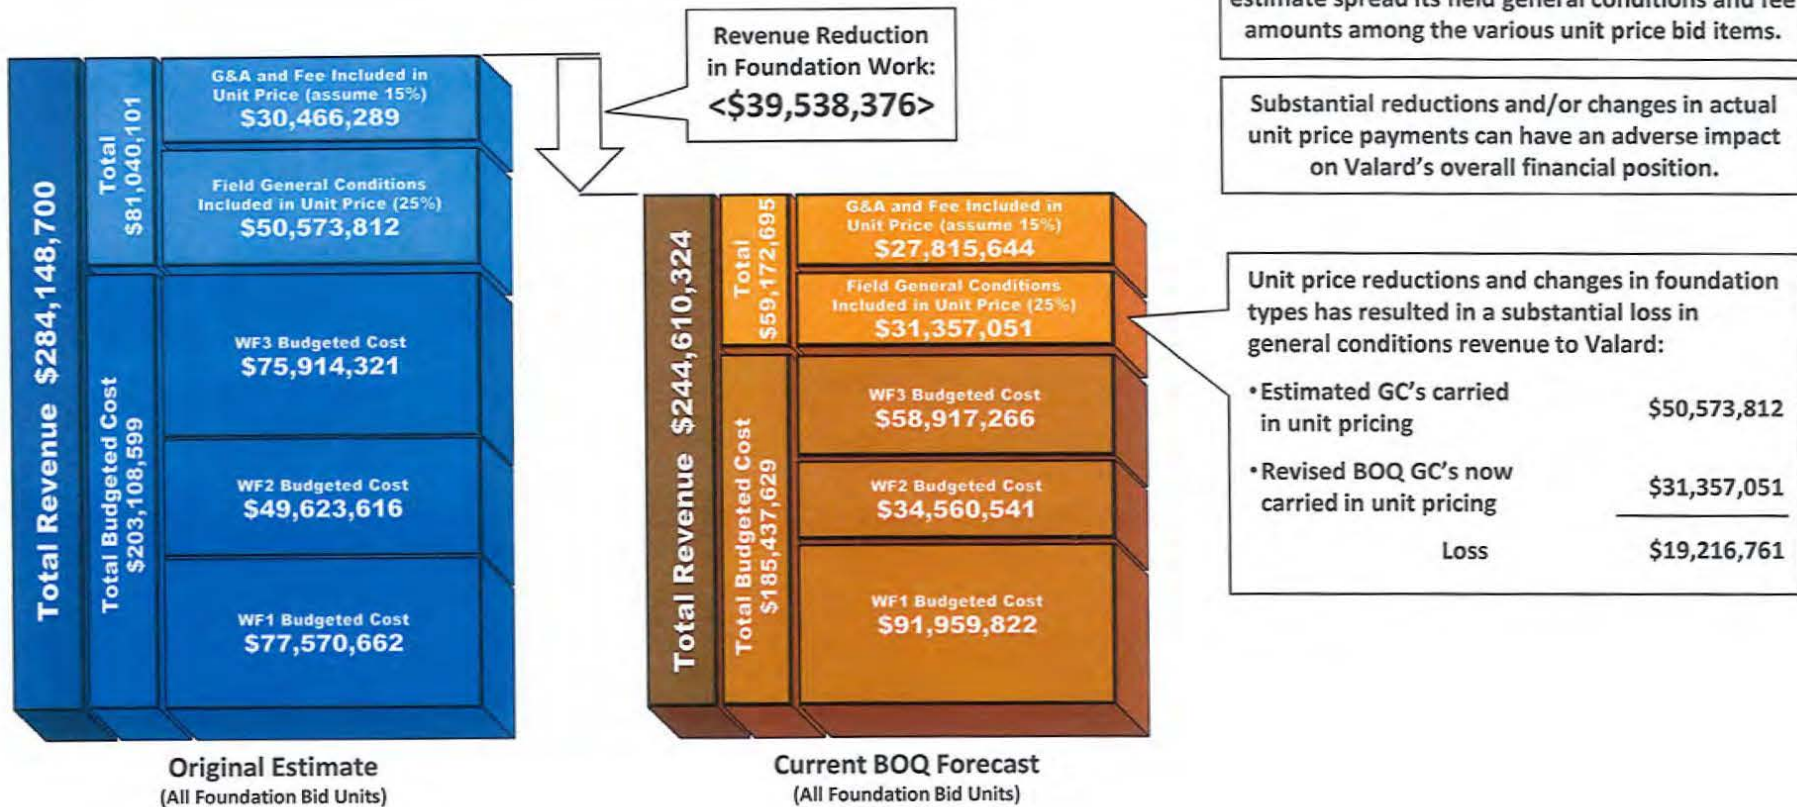 estimate spread its field general conditions and fee
amounts among the various unit price bid items.
Revenue Reduction
in Foundation Work:
<$39,538,376>
Substantial reductions and/or changes in actual
unit price payments can have an adverse impact
on Valard's overall financial position.
Total Revenue $284,148,700
Total
$81,040,101
G&A and Fee Included in
Unit Price (assume 15%)
$30,466,289
Field General Conditions
Included in Unit Price (25%)
$50,573,812
Total Budgeted Cost
$203,108,599
WF3 Budgeted Cost
$75,914,321
WF2 Budgeted Cost
$49,623,616
WF1 Budgeted Cost
$77,570,662
Original Estimate
(All Foundation Bid Units)
Total Revenue $244,610,324
Total
$59,172,695
G&A and Fee Included in
Unit Price (assume 15%)
$27,815,644
Field General Conditions
Included in Unit Price (25%)
$31,357,051
Total Budgeted Cost
$185,437,629
WF3 Budgeted Cost
$58,917,266
WF2 Budgeted Cost
$34,560,541
WF1 Budgeted Cost
$91,959,822
Current BOQ Forecast
(All Foundation Bid Units)
Unit price reductions and changes in foundation
types has resulted in a substantial loss in
general conditions revenue to Valard:
•Estimated GC's carried
in unit pricing $50,573,812
•Revised BOQ GC's now
carried in unit pricing $31,357,051
Loss $19,216,761